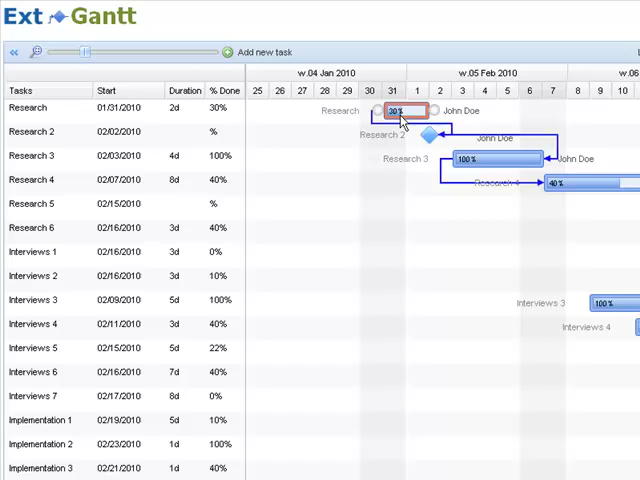 Ext Gantt
Add new task
w.04 Jan 2010 w.05 Feb 2010 w.06
Tasks Start Duration % Done 25 26 27 28 29 30 31 1 2 3 4 5 6 7 8 9 10
Research 01/31/2010 2d 30% Research 30% John Doe
Research 2 02/02/2010 % Research 2 John Doe
Research 3 02/03/2010 4d 100% Research 3 100% John Doe
Research 4 02/07/2010 8d 40% Research 4 40%
Research 5 02/15/2010 %
Research 6 02/16/2010 3d 40%
Interviews 1 02/16/2010 3d 0%
Interviews 2 02/16/2010 3d 10%
Interviews 3 02/09/2010 5d 100% Interviews 3 100%
Interviews 4 02/11/2010 3d 40% Interviews 4
Interviews 5 02/15/2010 5d 22%
Interviews 6 02/16/2010 7d 40%
Interviews 7 02/17/2010 8d 0%
Implementation 1 02/19/2010 5d 10%
Implementation 2 02/23/2010 1d 100%
Implementation 3 02/21/2010 1d 40%